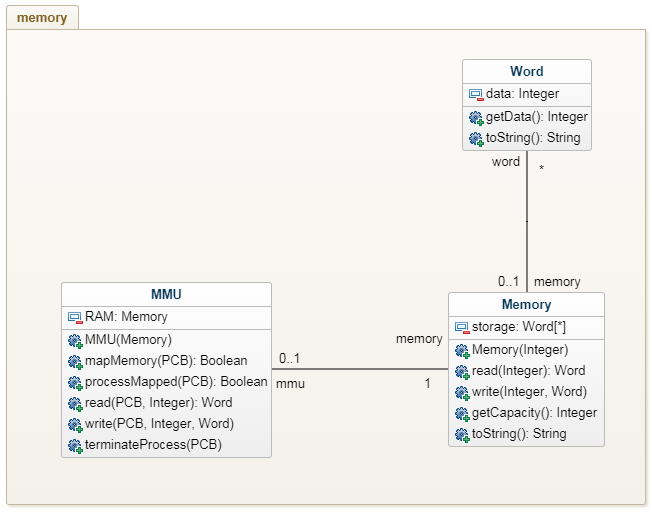 memory
Word
data: Integer
getData(): Integer
toString(): String
word
*
0..1 memory
Memory
storage: Word[*]
Memory(Integer)
read(Integer): Word
write(Integer, Word)
getCapacity(): Integer
toString(): String
MMU
RAM: Memory
MMU(Memory)
mapMemory(PCB): Boolean
processMapped(PCB): Boolean
read(PCB, Integer): Word
write(PCB, Integer, Word)
terminateProcess(PCB)
0..1
mmu
memory
1